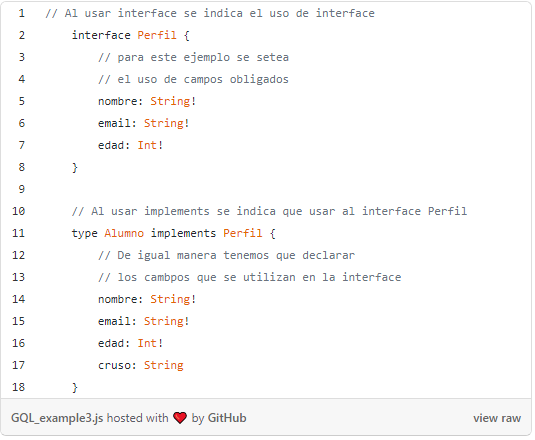 1 // Al usar interface se indica el uso de interface
2 interface Perfil {
3 // para este ejemplo se setea
4 // el uso de campos obligados
5 nombre: String!
6 email: String!
7 edad: Int!
8 }
9
10 // Al usar implements se indica que usar al interface Perfil
11 type Alumno implements Perfil {
12 // De igual manera tenemos que declarar
13 // los cambpos que se utilizan en la interface
14 nombre: String!
15 email: String!
16 edad: Int!
17 cruso: String
18 }
GQL_example3.js hosted with ❤ by GitHub view raw